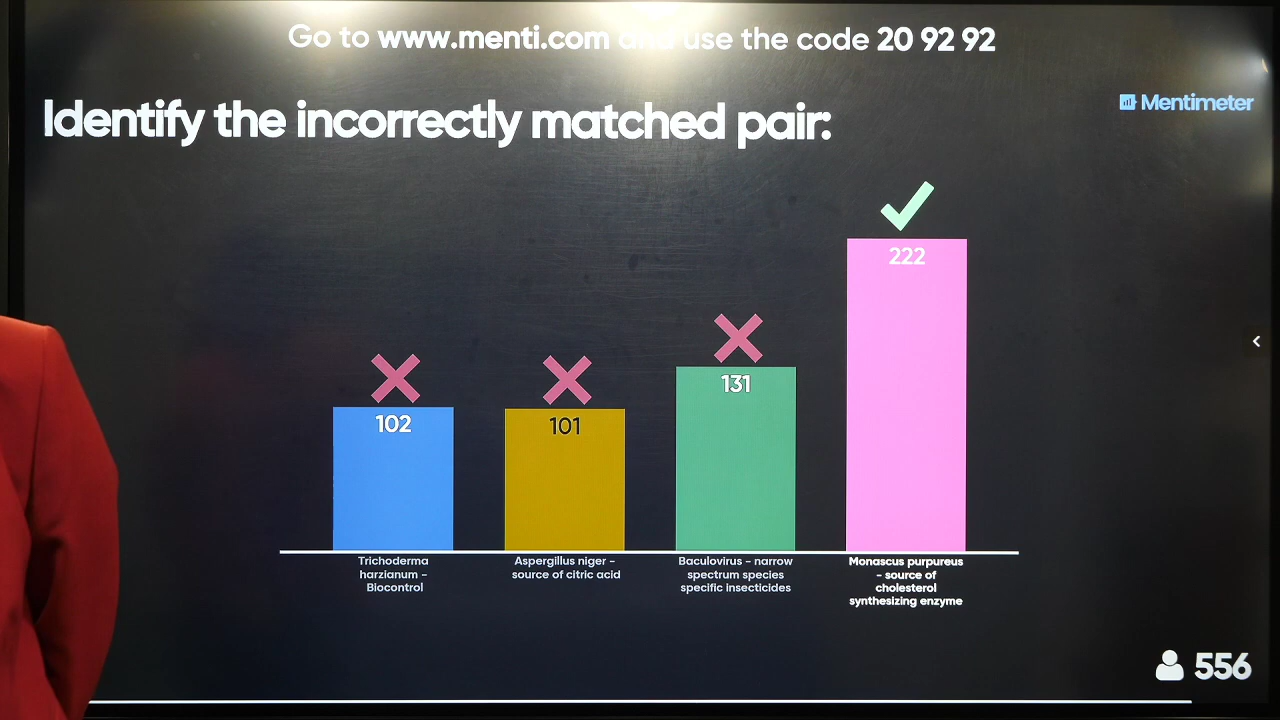 Go to www.menti.com and use the code 20 92 92
Identify the incorrectly matched pair:
Mentimeter
222
131
102
101
Trichoderma
harzianum -
Biocontrol
Aspergillus niger -
source of citric acid
Baculovirus - narrow
spectrum species
specific insecticides
Monascus purpureus
- source of
cholesterol
synthesizing enzyme
556